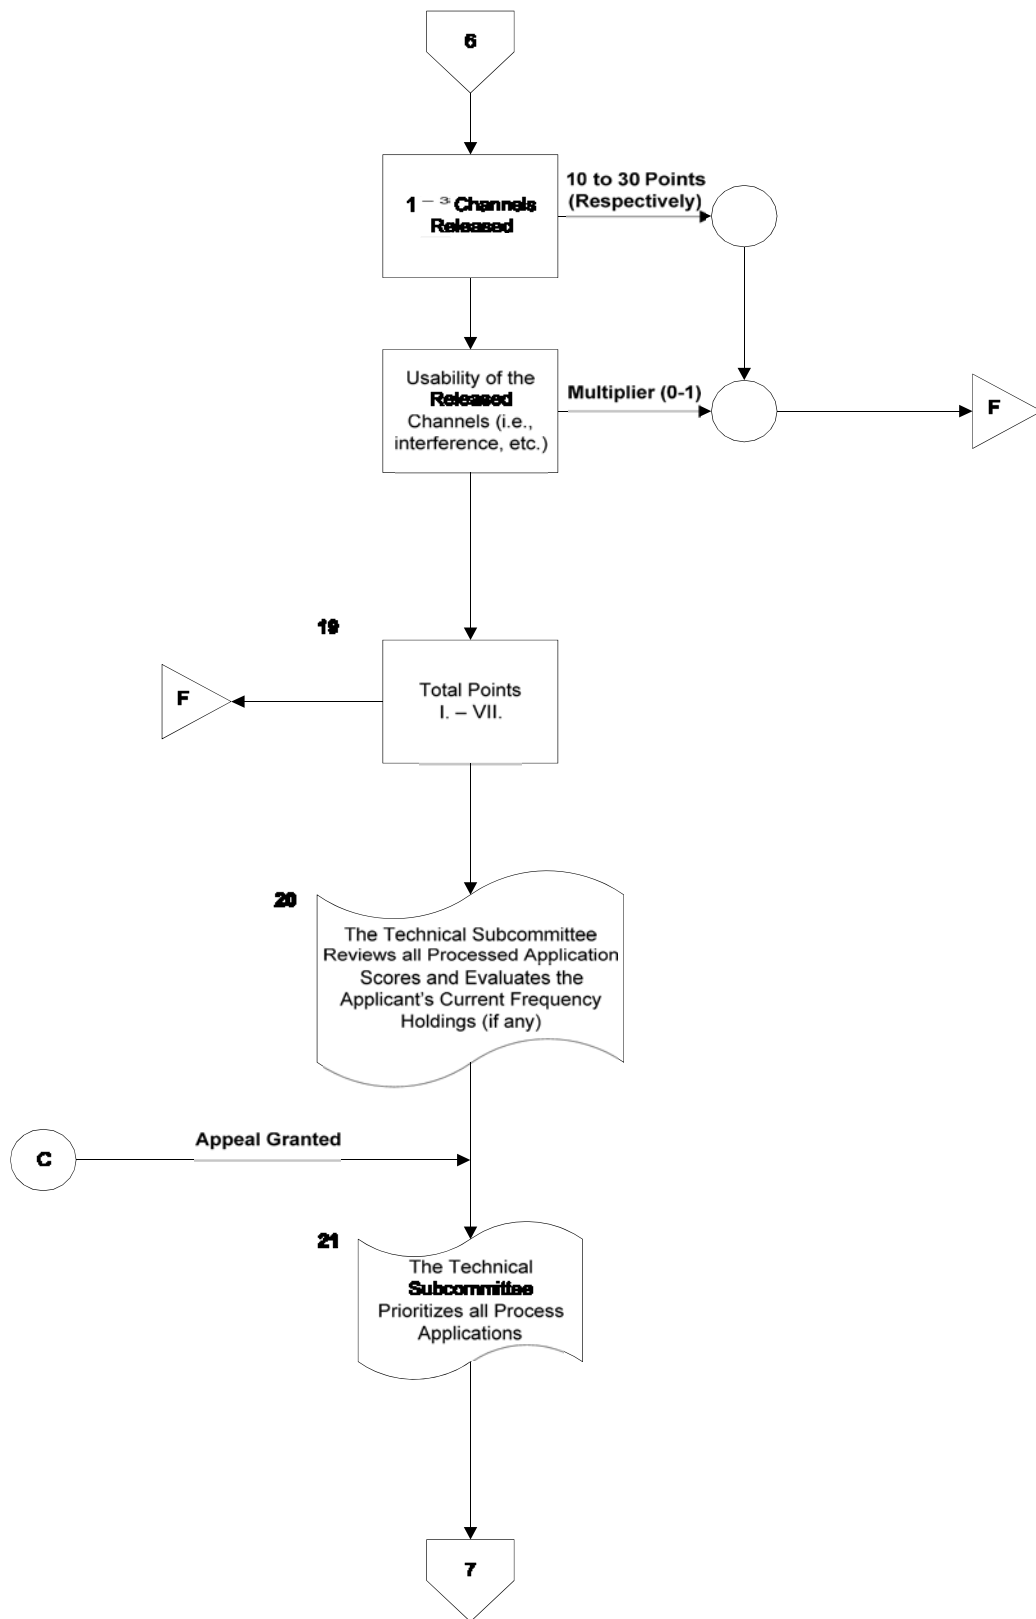 6
1 – 3 Channels
Released
10 to 30 Points
(Respectively)
Usability of the
Released
Channels (i.e.,
interference, etc.)
Multiplier (0-1)
F
19
F
Total Points
I. – VII.
20
The Technical Subcommittee
Reviews all Processed Application
Scores and Evaluates the
Applicant's Current Frequency
Holdings (if any)
C
Appeal Granted
21
The Technical
Subcommittee
Prioritizes all Process
Applications
7